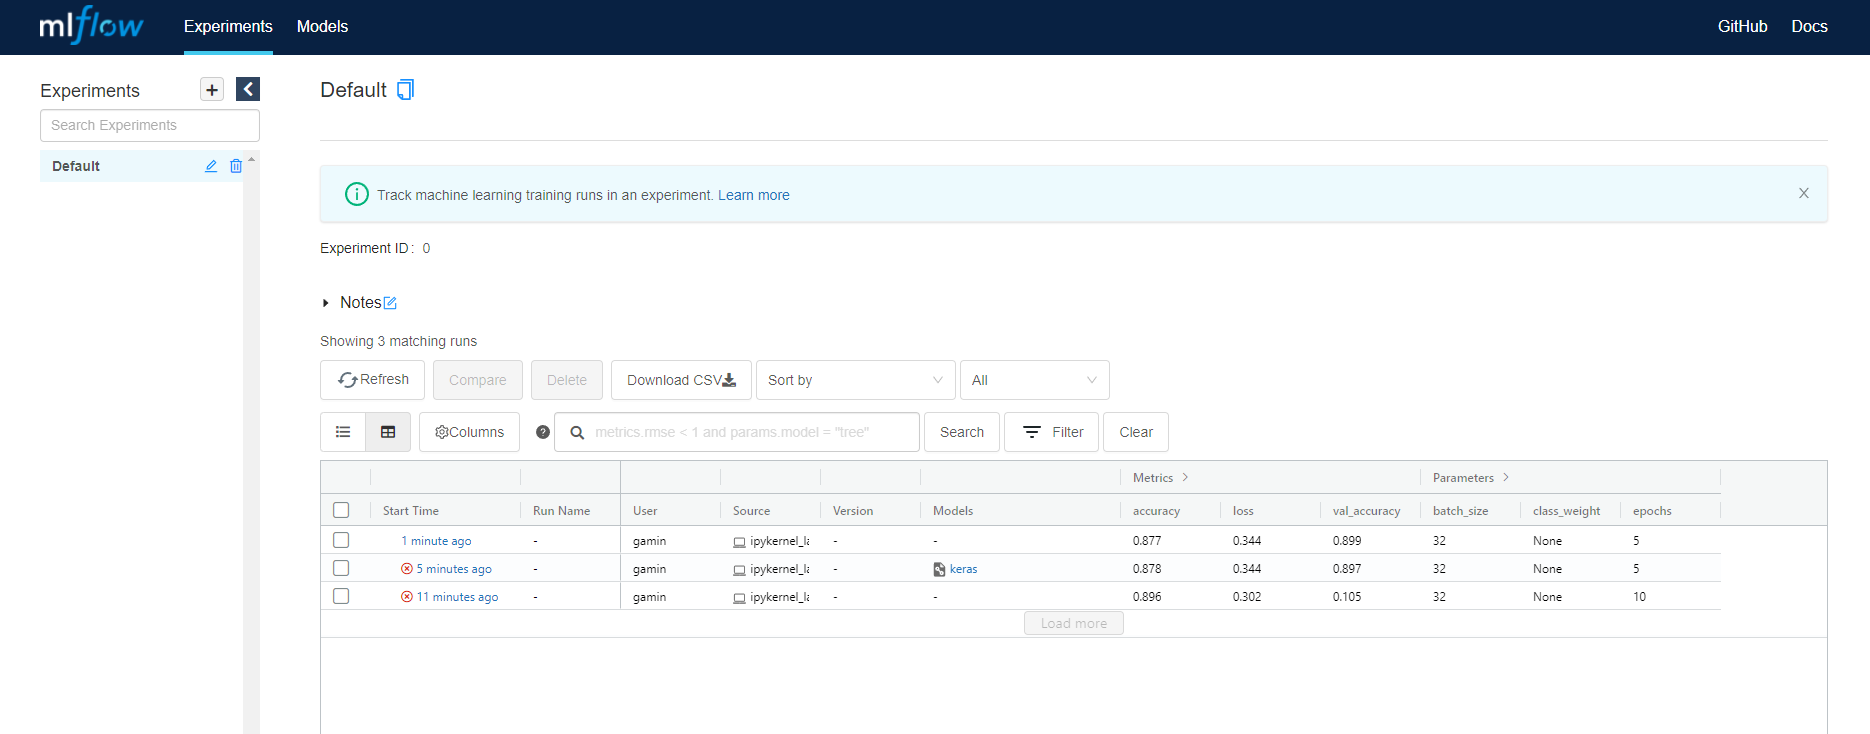 mlflow Experiments Models GitHub Docs
Experiments +
Search Experiments
Default
Default
Track machine learning training runs in an experiment. Learn more
Experiment ID: 0
Notes
Showing 3 matching runs
Refresh Compare Delete Download CSV Sort by All
Columns metrics.rmse < 1 and params.model = "tree" Search Filter Clear
Metrics > Parameters >
Start Time Run Name User Source Version Models accuracy loss val_accuracy batch_size class_weight epochs
1 minute ago - gamin ipykernel_la - - 0.877 0.344 0.899 32 None 5
5 minutes ago - gamin ipykernel_la - keras 0.878 0.344 0.897 32 None 5
11 minutes ago - gamin ipykernel_la - - 0.896 0.302 0.105 32 None 10
Load more